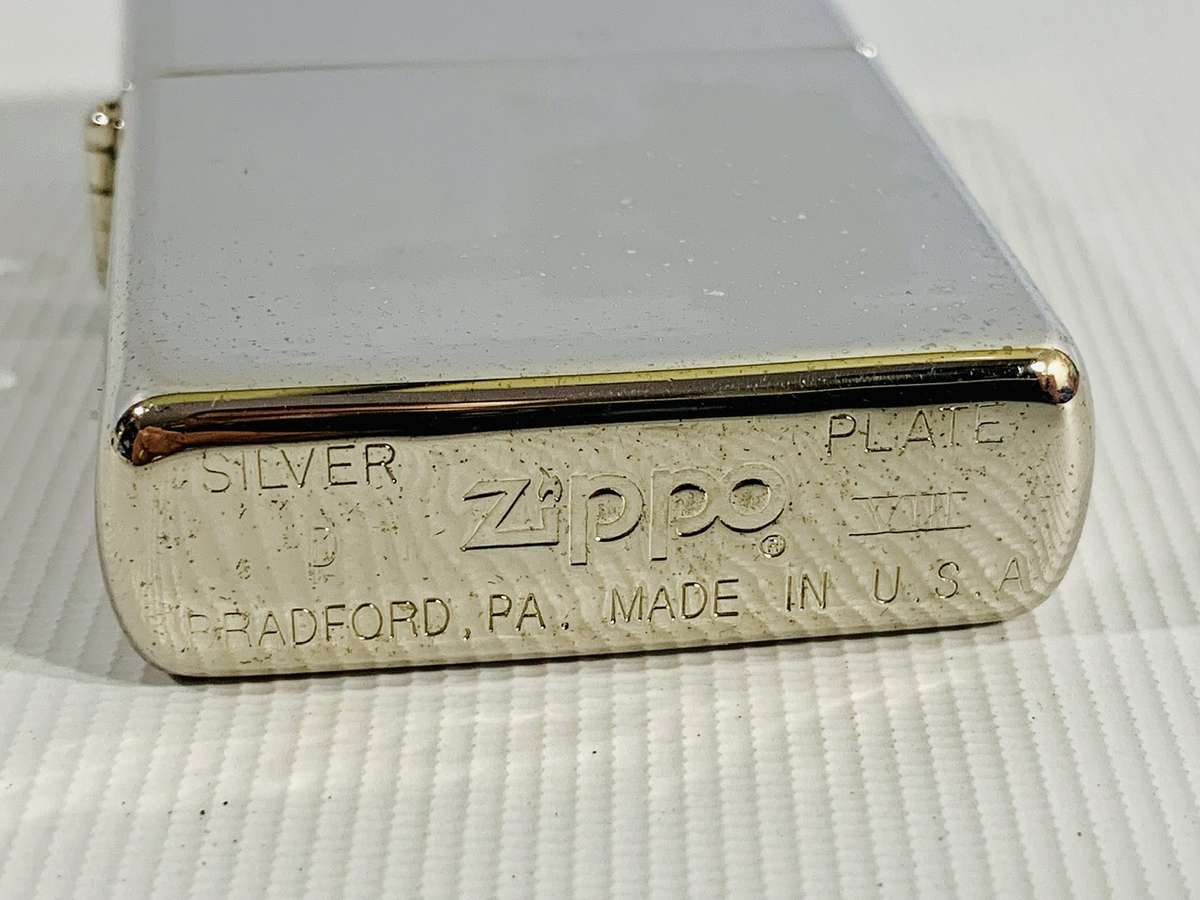 SILVER PLATE
D Zippo ® VIII
BRADFORD, PA. MADE IN U.S.A